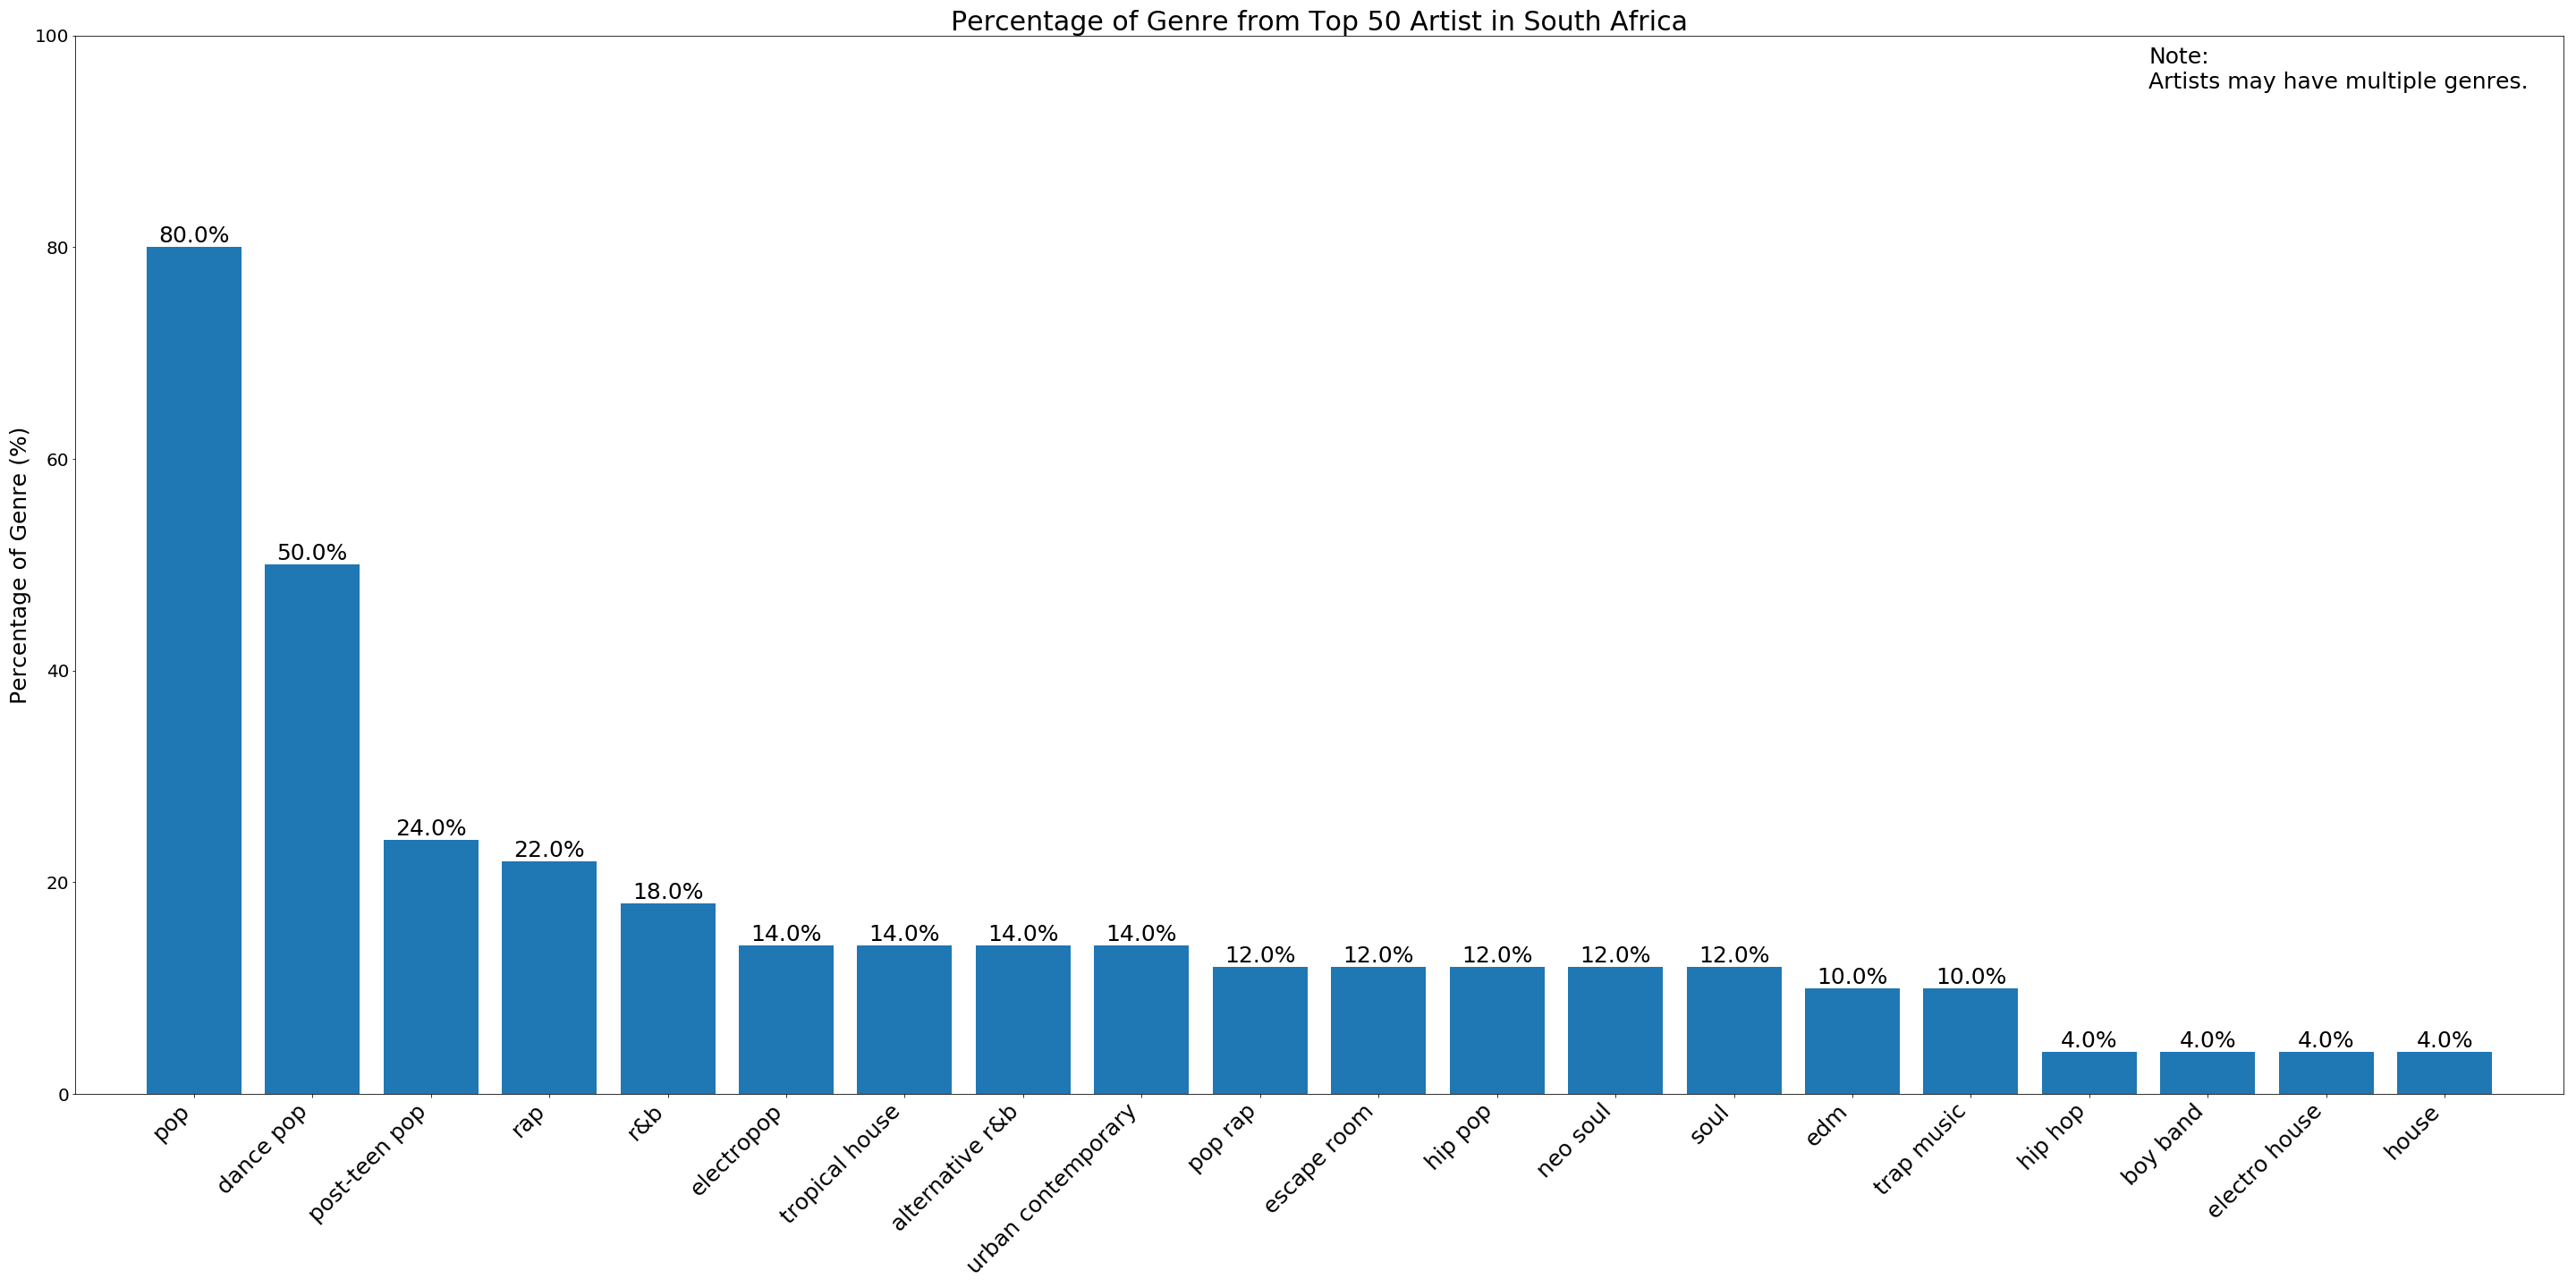 Percentage of Genre from Top 50 Artist in South Africa
Note:
Artists may have multiple genres.
Percentage of Genre (%)
100
80
60
40
20
0
80.0%
50.0%
24.0%
22.0%
18.0%
14.0%
14.0%
14.0%
14.0%
12.0%
12.0%
12.0%
12.0%
12.0%
10.0%
10.0%
4.0%
4.0%
4.0%
4.0%
pop
dance pop
post-teen pop
rap
r&b
electropop
tropical house
alternative r&b
urban contemporary
pop rap
escape room
hip pop
neo soul
soul
edm
trap music
hip hop
boy band
electro house
house